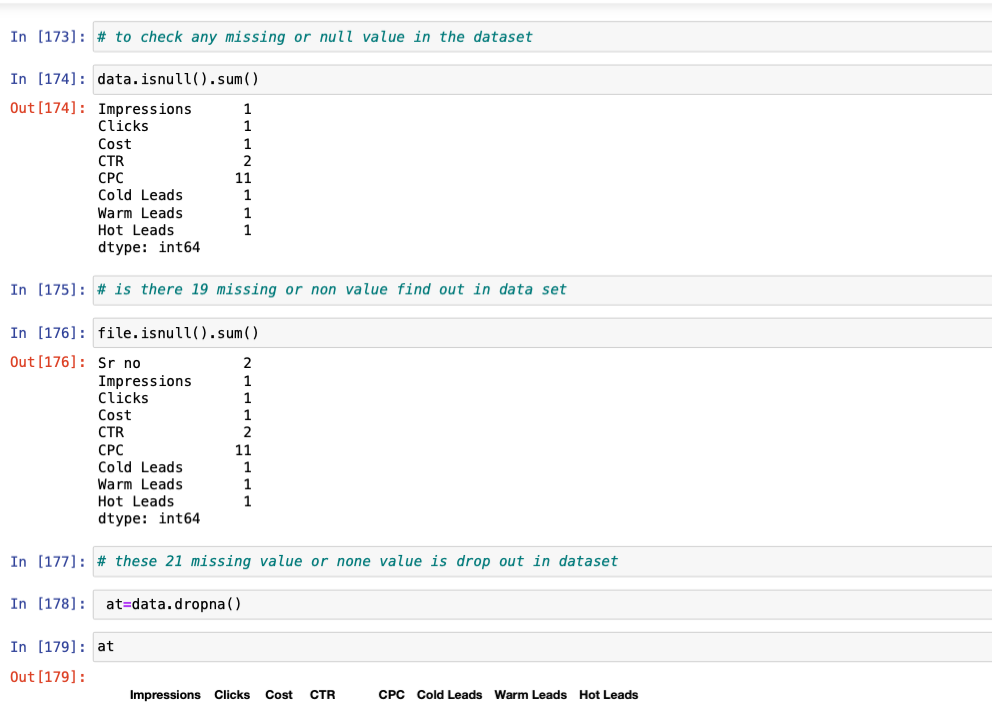 In [173]: # to check any missing or null value in the dataset
In [174]: data.isnull().sum()
Out[174]: Impressions 1
Clicks 1
Cost 1
CTR 2
CPC 11
Cold Leads 1
Warm Leads 1
Hot Leads 1
dtype: int64
In [175]: # is there 19 missing or non value find out in data set
In [176]: file.isnull().sum()
Out[176]: Sr no 2
Impressions 1
Clicks 1
Cost 1
CTR 2
CPC 11
Cold Leads 1
Warm Leads 1
Hot Leads 1
dtype: int64
In [177]: # these 21 missing value or none value is drop out in dataset
In [178]: at=data.dropna()
In [179]: at
Out[179]:
Impressions Clicks Cost CTR CPC Cold Leads Warm Leads Hot Leads